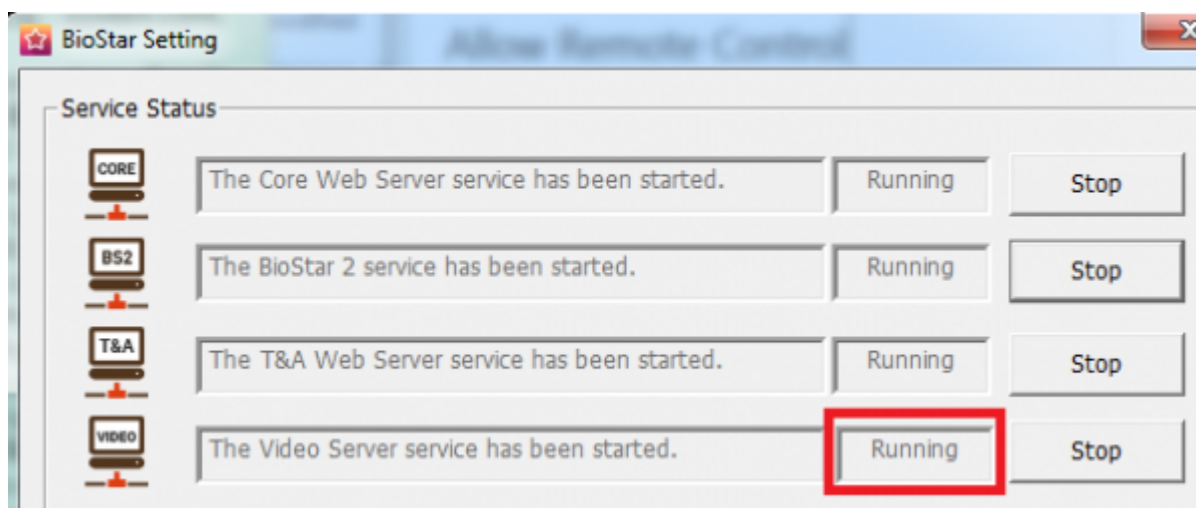 BioStar Setting
Allow Remote Control
Service Status
CORE
The Core Web Server service has been started.
Running
Stop
BS2
The BioStar 2 service has been started.
Running
Stop
T&A
The T&A Web Server service has been started.
Running
Stop
VIDEO
The Video Server service has been started.
Running
Stop